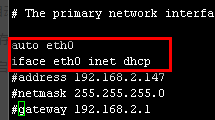 # The primary network interfa
auto eth0
iface eth0 inet dhcp
#address 192.168.2.147
#netmask 255.255.255.0
#gateway 192.168.2.1